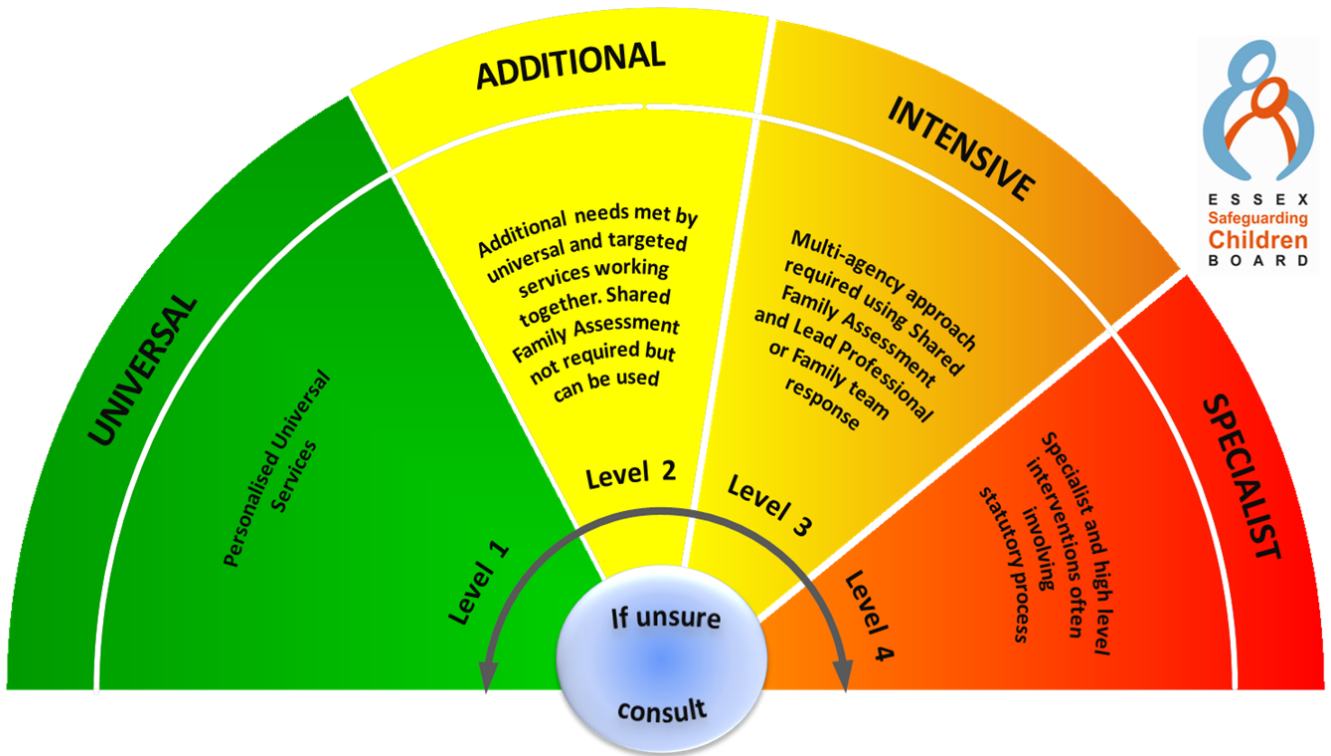 UNIVERSAL
Personalised Universal
Services
Level 1
ADDITIONAL
Additional needs met by
universal and targeted
services working
together. Shared
Family Assessment
not required but
can be used
Level 2
INTENSIVE
Multi-agency approach
required using Shared
Family Assessment
and Lead Professional
or Family team
response
Level 3
SPECIALIST
Specialist and high level
interventions often
involving
statutory process
Level 4
If unsure
consult
ESSEX
Safeguarding
Children
BOARD